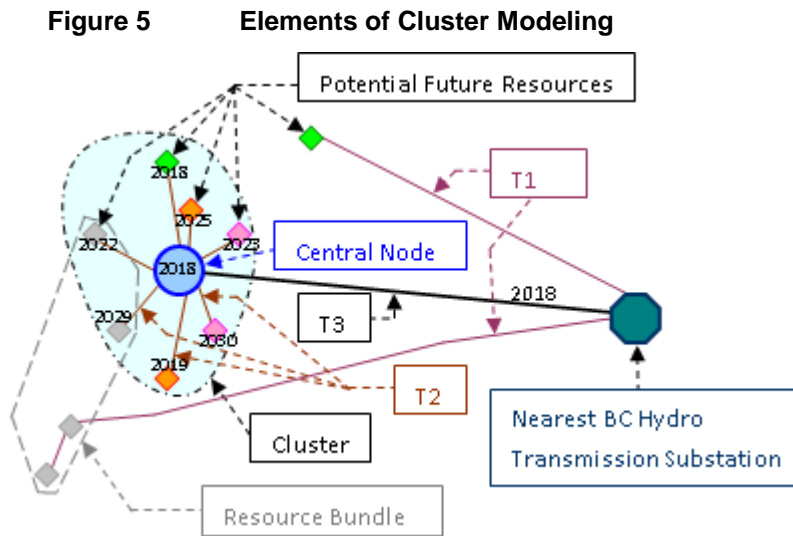 Figure 5 Elements of Cluster Modeling
Potential Future Resources
2018
T1
2025
2022
2023
Central Node
2018
2018
T3
2029
2030
2019
T2
Nearest BC Hydro
Transmission Substation
Cluster
Resource Bundle